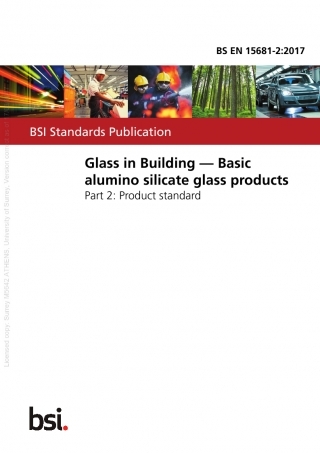 BS EN 15681-2:2017
BSI Standards Publication
Glass in Building — Basic
alumino silicate glass products
Part 2: Product standard
bsi.